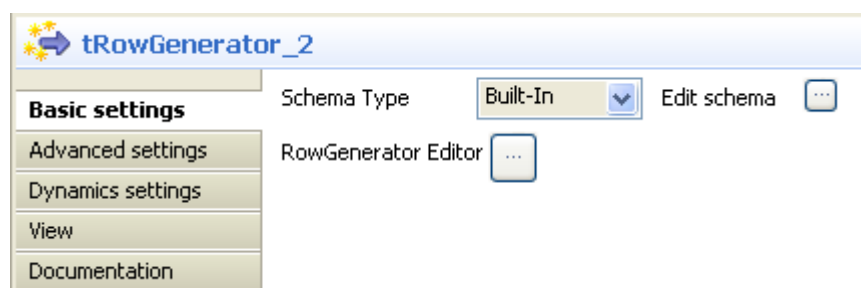 tRowGenerator_2
Basic settings
Schema Type Built-In Edit schema ...
Advanced settings
RowGenerator Editor ...
Dynamics settings
View
Documentation